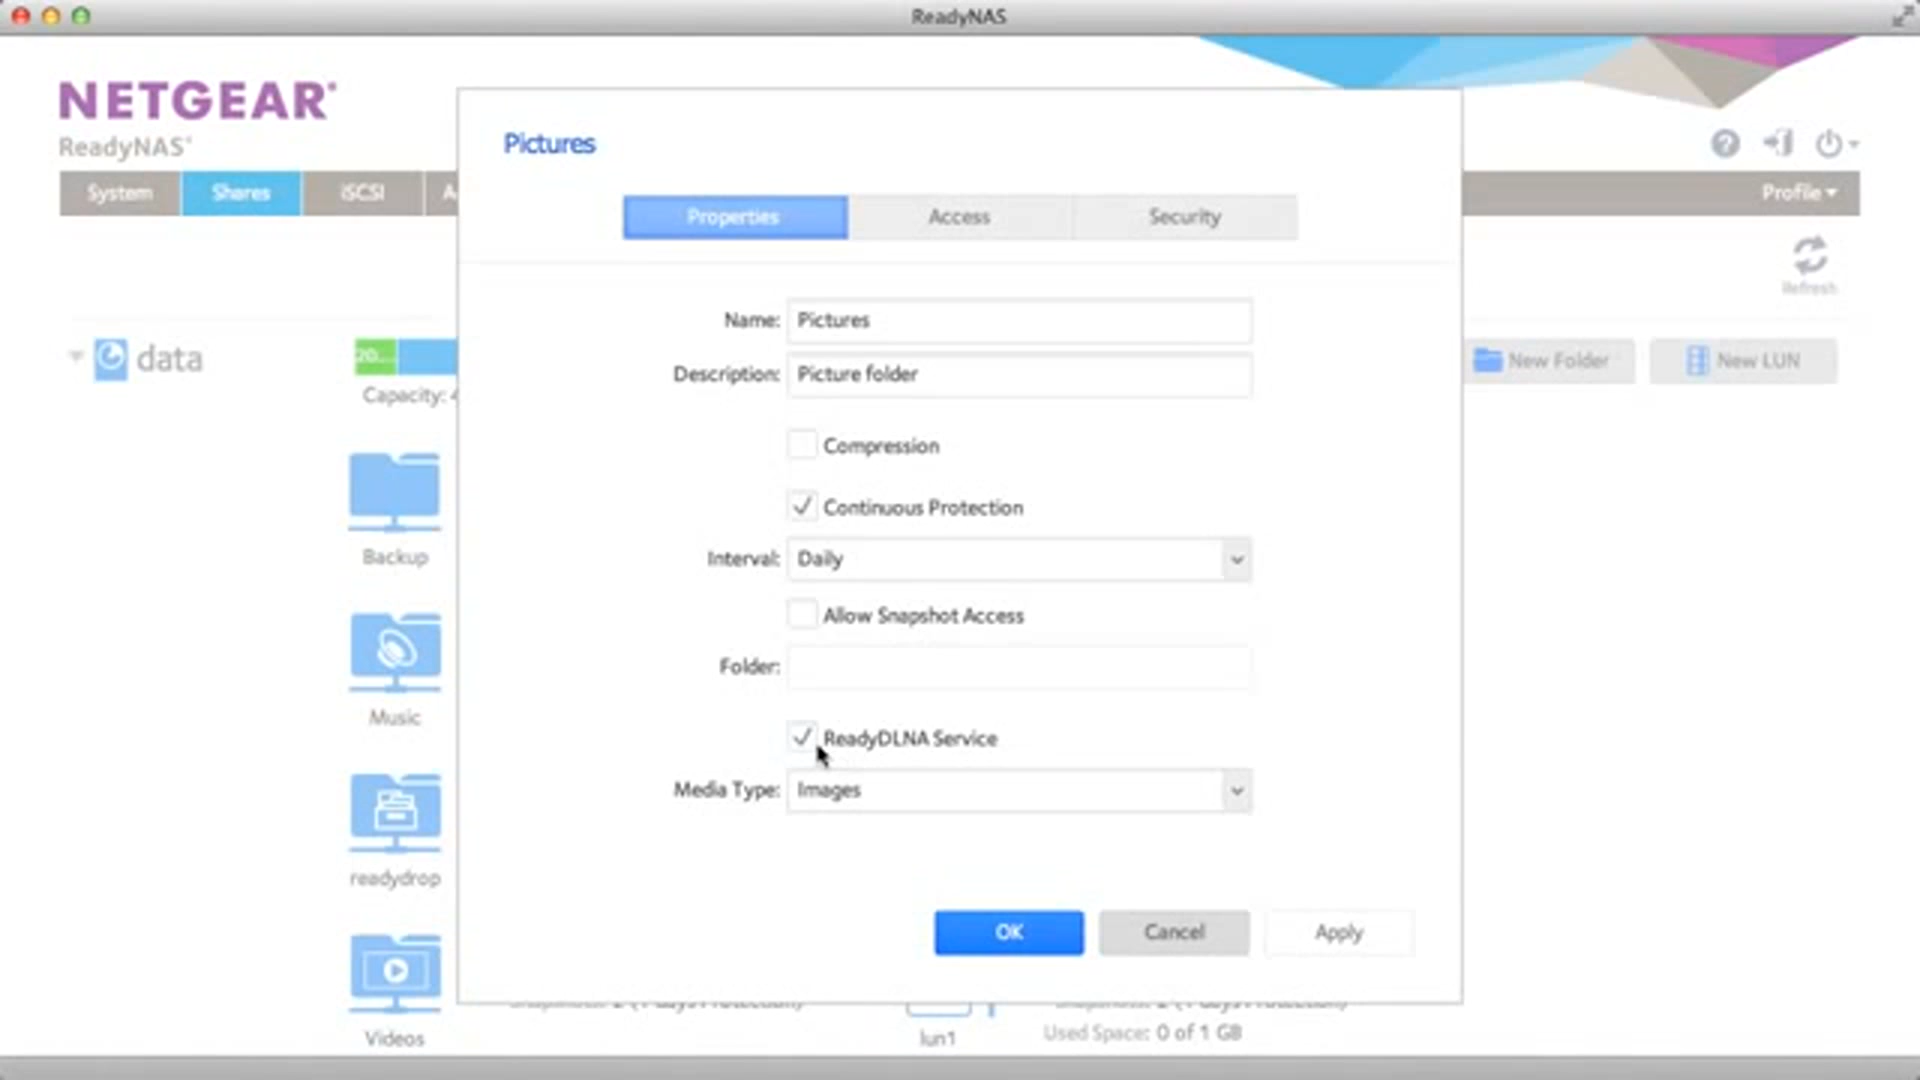 ReadyNAS
NETGEAR
ReadyNAS
System Shares iSCSI A Profile
Pictures
Properties Access Security
Refresh
Name: Pictures
data
20...
New Folder
New LUN
Description: Picture folder
Capacity: 4
Compression
Continuous Protection
Backup
Interval: Daily
Allow Snapshot Access
Folder:
Music
ReadyDLNA Service
Media Type: Images
readydrop
OK Cancel Apply
Videos
lun1
Used Space: 0 of 1 GB